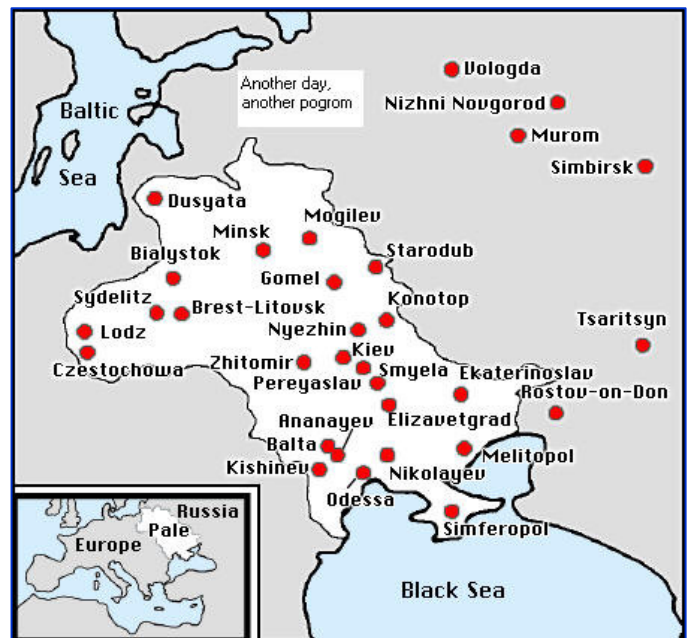 Another day,
another pogrom
Vologda
Baltic
Nizhni Novgorod
Murom
Simbirsk
Sea
Dusyata
Mogilev
Minsk
Starodub
Bialystok
Gomel
Sydelitz
Brest-Litovsk
Konotop
Tsaritsyn
Lodz
Nyezhin
Kiev
Czestochowa
Zhitomir
Smyela
Ekaterinoslav
Pereyaslav
Rostov-on-Don
Ananayev
Elizavetgrad
Balta
Melitopol
Kishinev
Nikolayev
Odessa
Simferopol
Russia
Pale
Europe
Black Sea